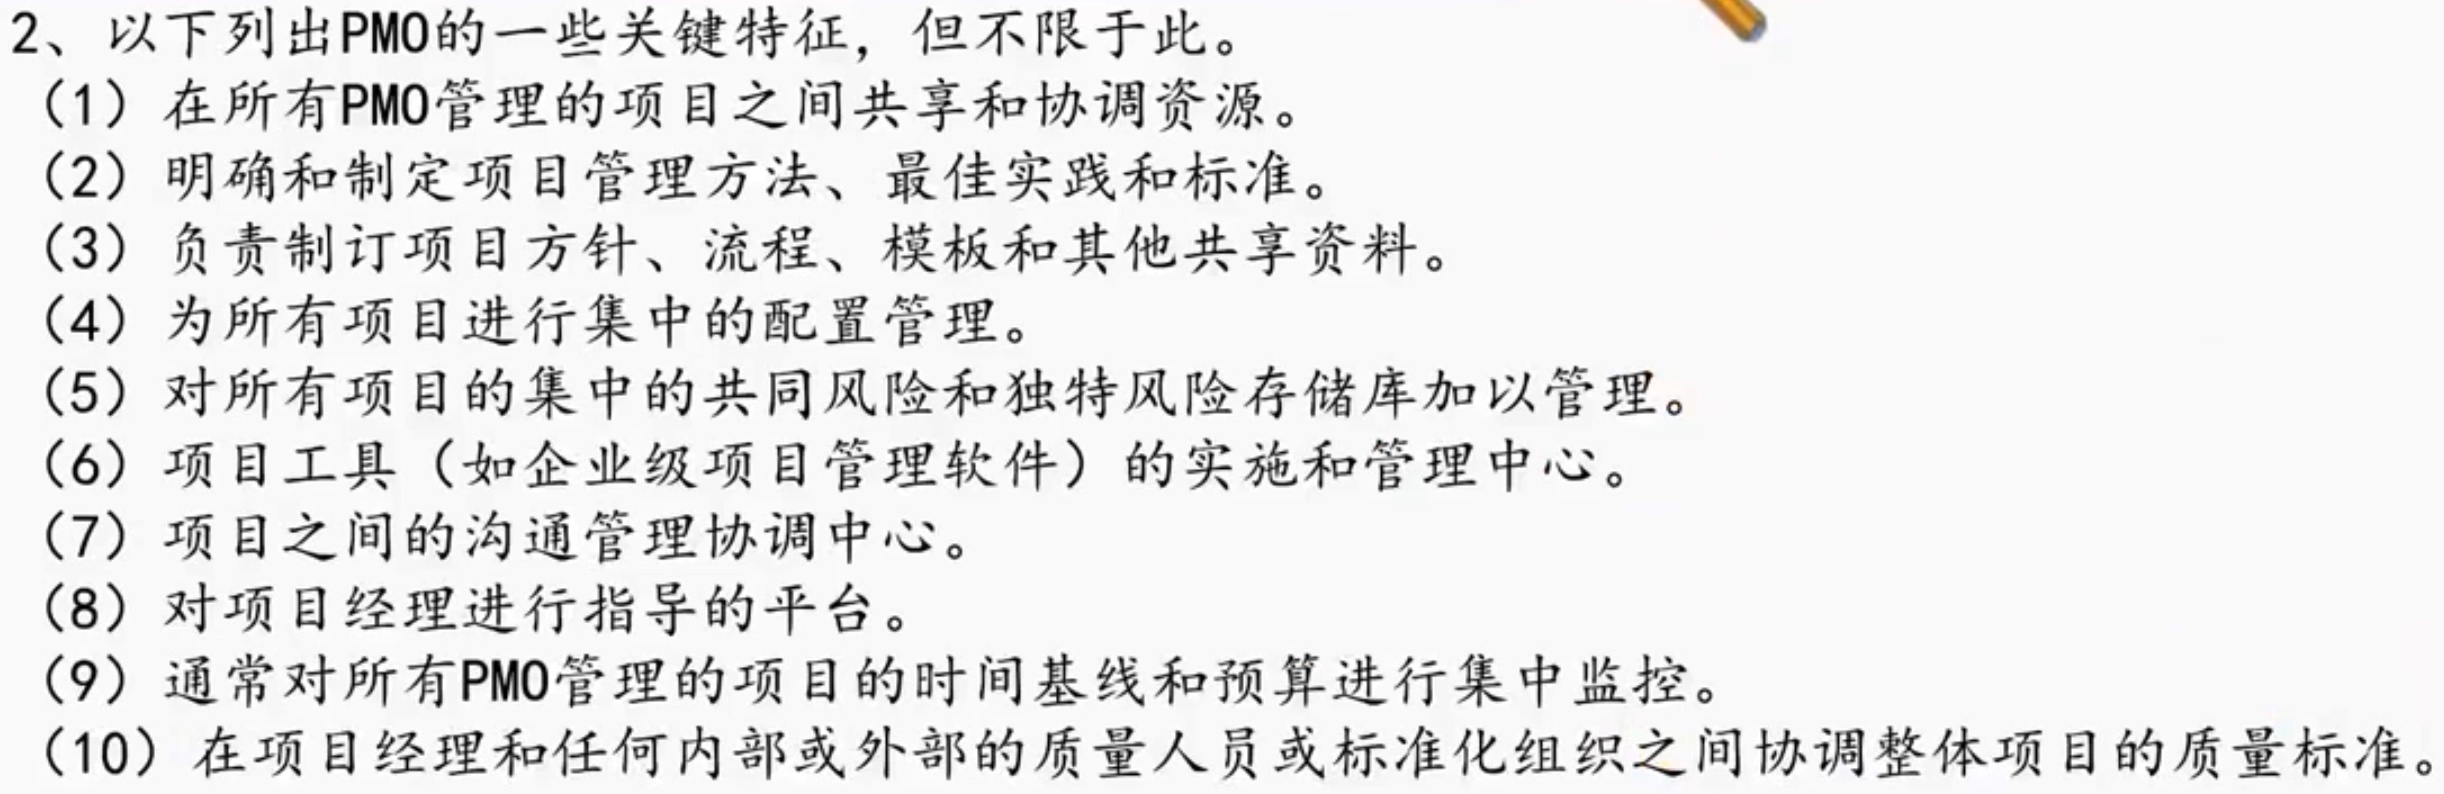 2、以下列出PMO的一些关键特征，但不限于此。
（1）在所有PMO管理的项目之间共享和协调资源。
（2）明确和制定项目管理方法、最佳实践和标准。
（3）负责制订项目方针、流程、模板和其他共享资料。
（4）为所有项目进行集中的配置管理。
（5）对所有项目的集中的共同风险和独特风险存储库加以管理。
（6）项目工具（如企业级项目管理软件）的实施和管理中心。
（7）项目之间的沟通管理协调中心。
（8）对项目经理进行指导的平台。
（9）通常对所有PMO管理的项目的时间基线和预算进行集中监控。
（10）在项目经理和任何内部或外部的质量人员或标准化组织之间协调整体项目的质量标准。